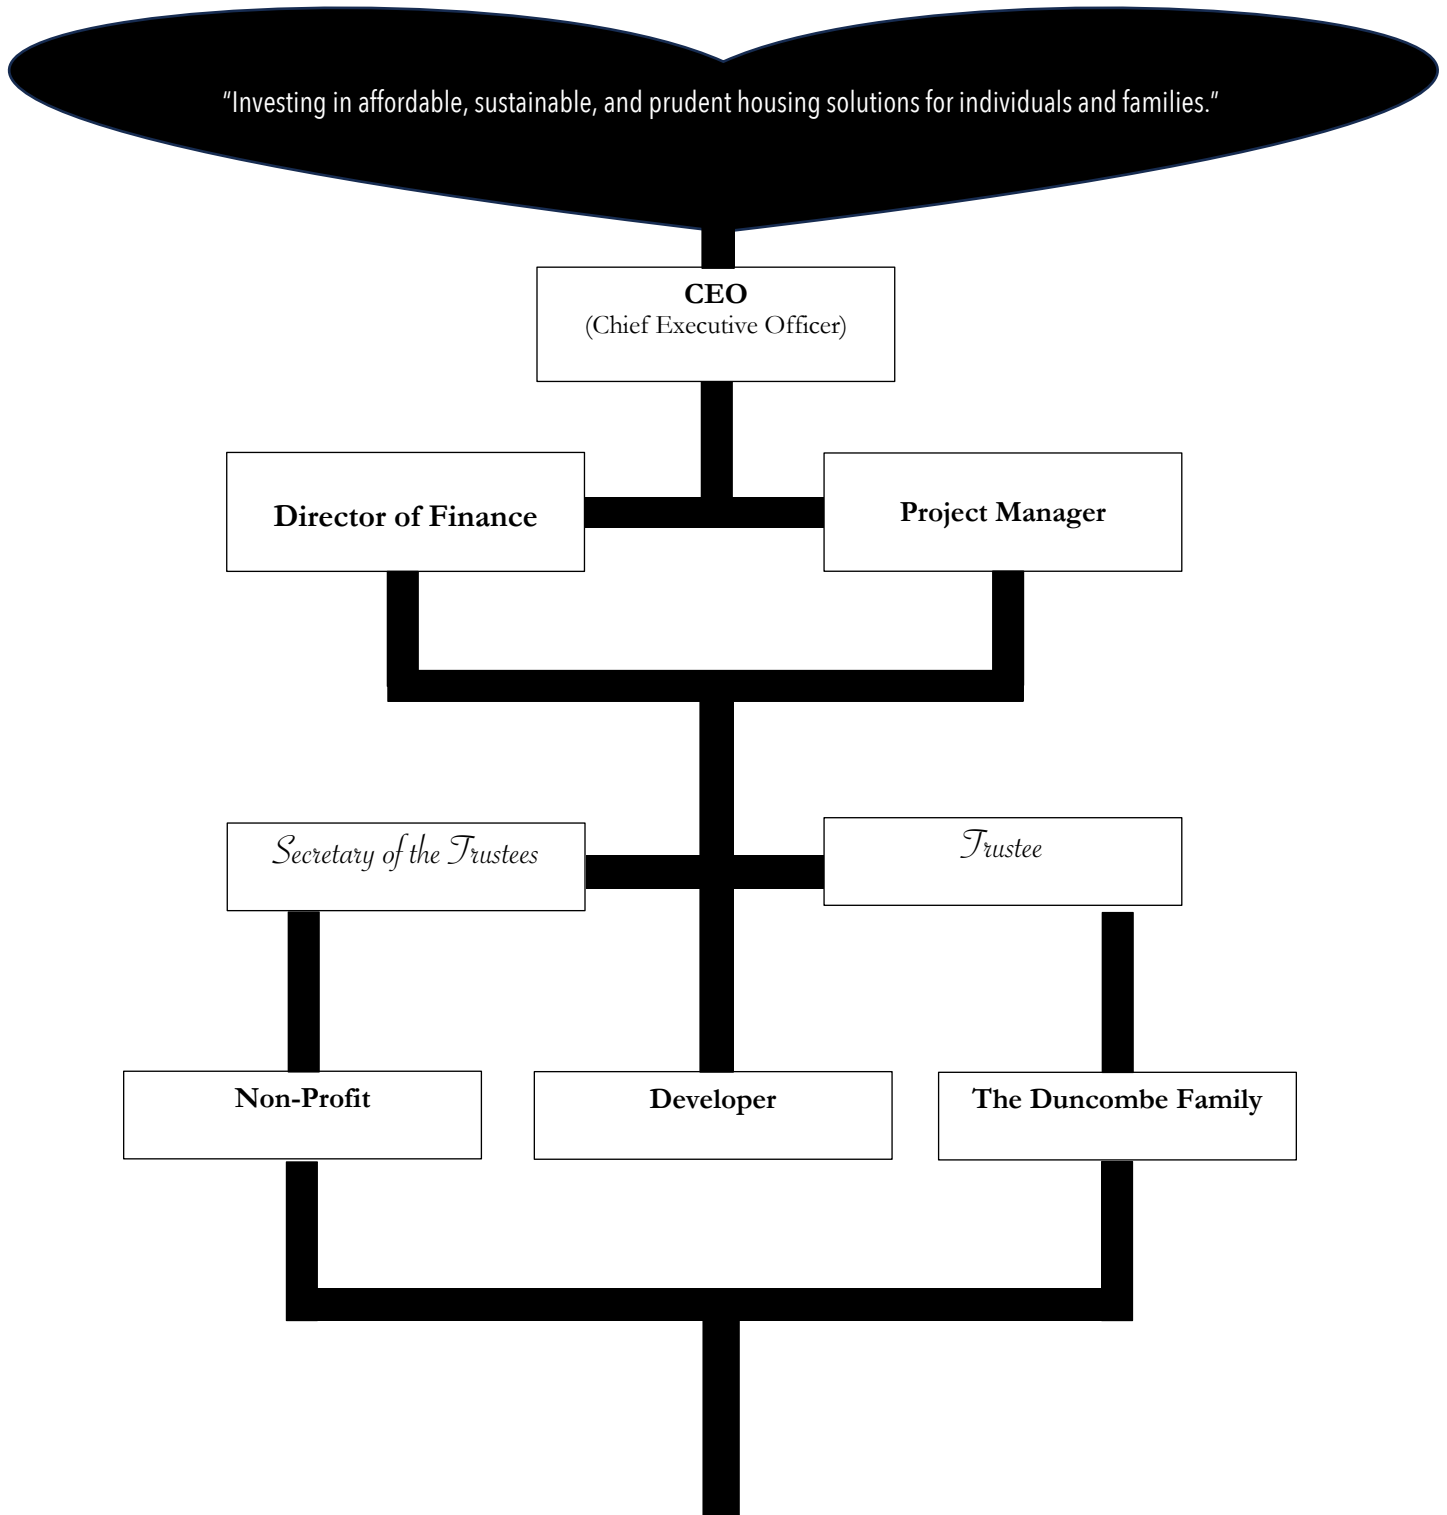 “Investing in affordable, sustainable, and prudent housing solutions for individuals and families.”
CEO
(Chief Executive Officer)
Director of Finance
Project Manager
Secretary of the Trustees
Trustee
Non-Profit
Developer
The Duncombe Family